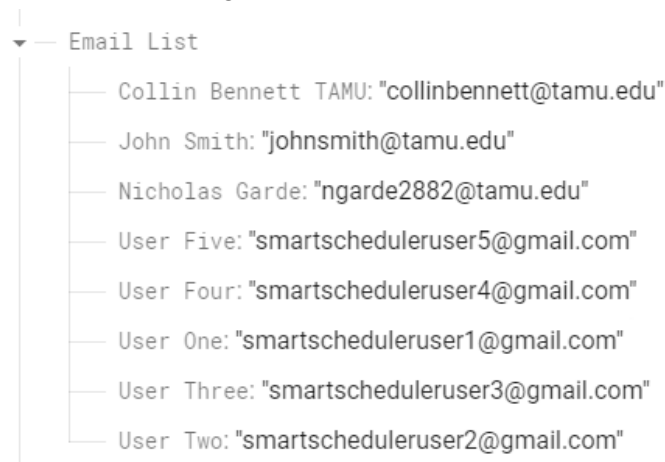 Email List
Collin Bennett TAMU: "collinbennett@tamu.edu"
John Smith: "johnsmith@tamu.edu"
Nicholas Garde: "ngarde2882@tamu.edu"
User Five: "smartscheduleruser5@gmail.com"
User Four: "smartscheduleruser4@gmail.com"
User One: "smartscheduleruser1@gmail.com"
User Three: "smartscheduleruser3@gmail.com"
User Two: "smartscheduleruser2@gmail.com"